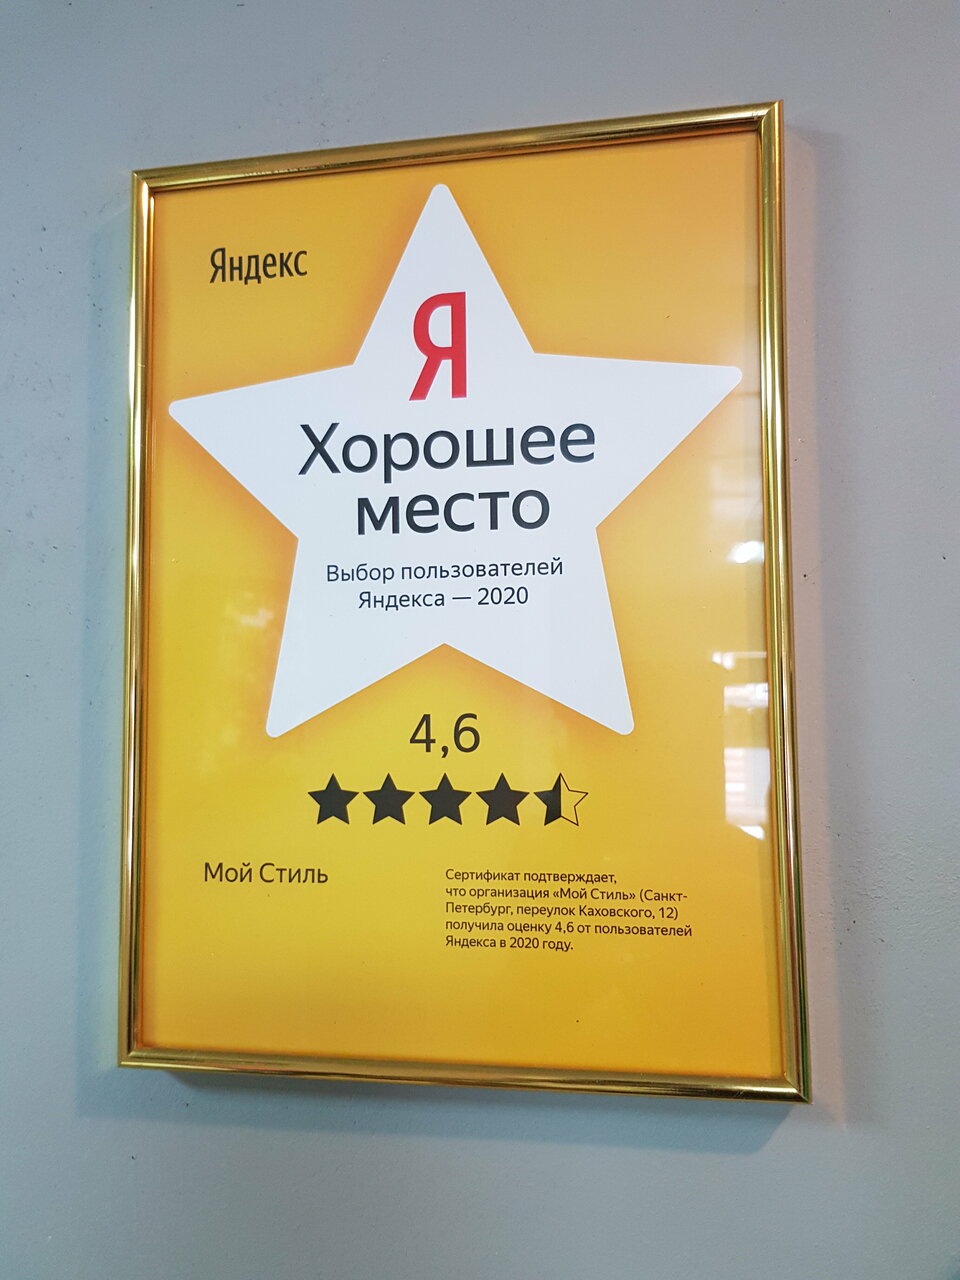 Яндекс
Я
Хорошее
место
Выбор пользователей
Яндекса — 2020
4,6
Мой Стиль
Сертификат подтверждает,
что организация «Мой Стиль» (Санкт-
Петербург, переулок Каховского, 12)
получила оценку 4,6 от пользователей
Яндекса в 2020 году.